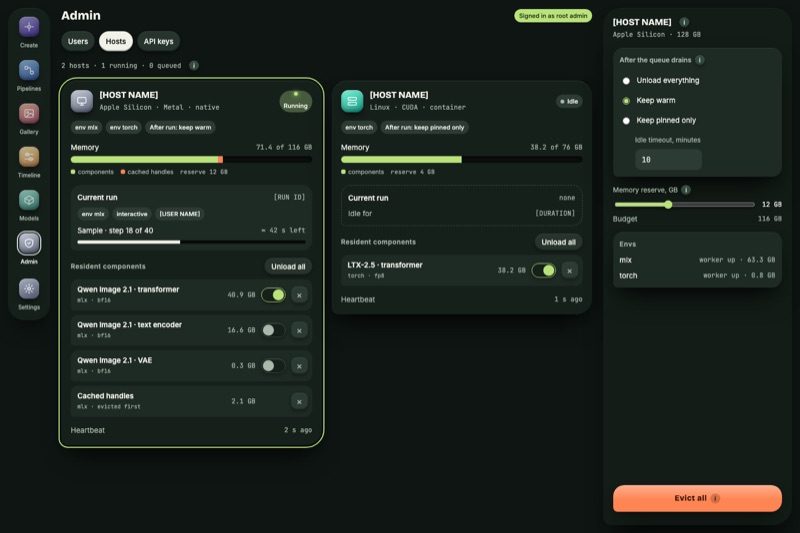 Create
Pipelines
Gallery
Timeline
Models
Admin
Settings
Admin
Signed in as root admin
Users
Hosts
API keys
2 hosts · 1 running · 0 queued
[HOST NAME]
Apple Silicon · Metal · native
Running
env mlx
env torch
After run: keep warm
Memory
71.4 of 116 GB
components
cached handles
reserve 12 GB
Current run
[RUN ID]
env mlx
interactive
[USER NAME]
Sample · step 18 of 40
≈ 42 s left
Resident components
Unload all
Qwen Image 2.1 · transformer
mlx · bf16
40.9 GB
Qwen Image 2.1 · text encoder
mlx · bf16
16.6 GB
Qwen Image 2.1 · VAE
mlx · bf16
0.3 GB
Cached handles
mlx · evicted first
2.1 GB
Heartbeat
2 s ago
[HOST NAME]
Linux · CUDA · container
Idle
env torch
After run: keep pinned only
Memory
38.2 of 76 GB
components
reserve 4 GB
Current run
none
Idle for
[DURATION]
Resident components
Unload all
LTX-2.5 · transformer
torch · fp8
38.2 GB
Heartbeat
1 s ago
[HOST NAME]
Apple Silicon · 128 GB
After the queue drains
Unload everything
Keep warm
Keep pinned only
Idle timeout, minutes
10
Memory reserve, GB
12 GB
Budget
116 GB
Envs
mlx
worker up · 63.3 GB
torch
worker up · 0.8 GB
Evict all